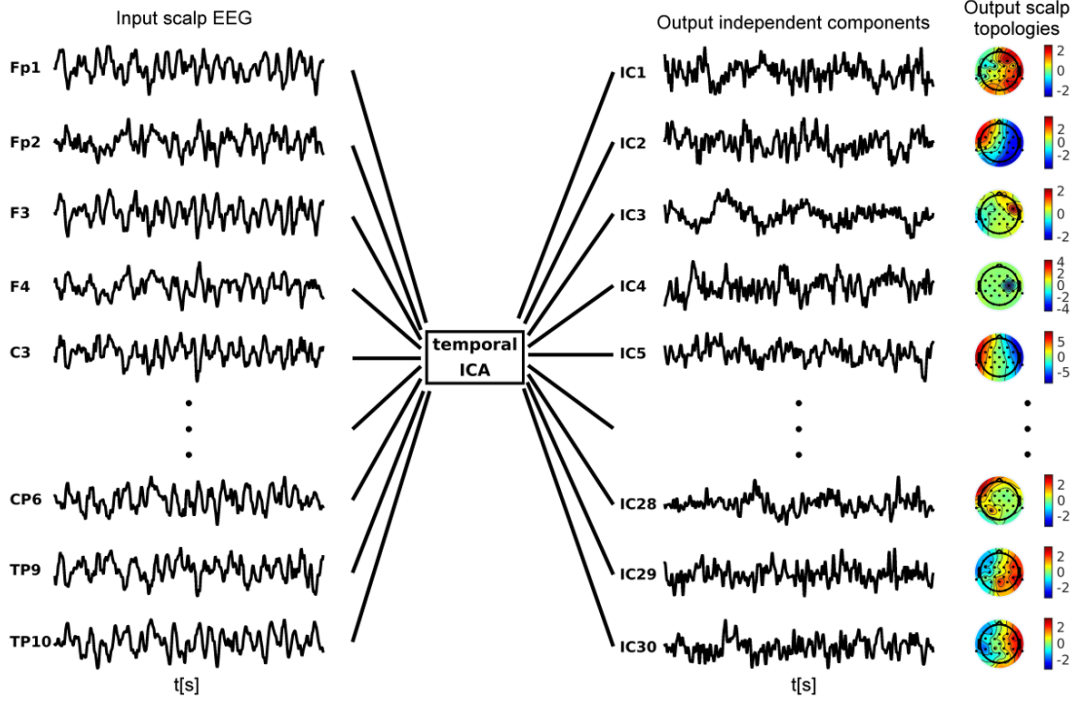 Input scalp EEG
Output independent components
Output scalp
topologies
Fp1
IC1
2
0
-2
Fp2
IC2
2
0
-2
F3
IC3
2
0
-2
F4
IC4
4
2
0
-2
-4
C3
IC5
5
0
-5
temporal
ICA
CP6
IC28
2
0
-2
TP9
IC29
2
0
-2
TP10
IC30
2
0
-2
t[s]
t[s]